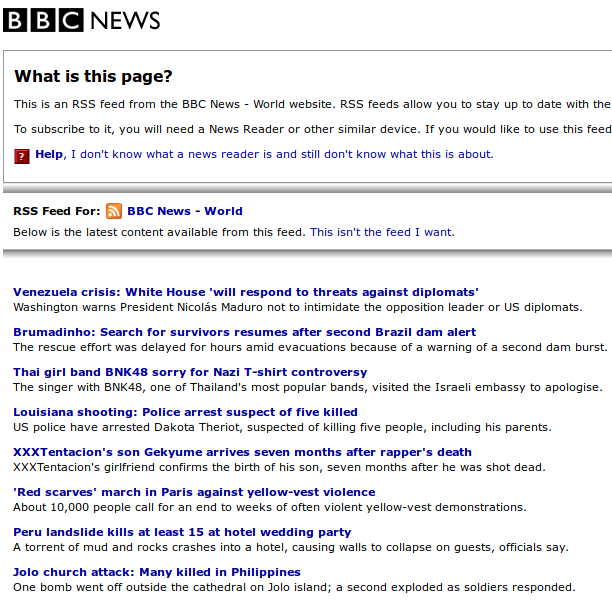 BBC NEWS
What is this page?
This is an RSS feed from the BBC News - World website. RSS feeds allow you to stay up to date with the
To subscribe to it, you will need a News Reader or other similar device. If you would like to use this feed
? Help, I don't know what a news reader is and still don't know what this is about.
RSS Feed For: BBC News - World
Below is the latest content available from this feed. This isn't the feed I want.
Venezuela crisis: White House 'will respond to threats against diplomats'
Washington warns President Nicolás Maduro not to intimidate the opposition leader or US diplomats.
Brumadinho: Search for survivors resumes after second Brazil dam alert
The rescue effort was delayed for hours amid evacuations because of a warning of a second dam burst.
Thai girl band BNK48 sorry for Nazi T-shirt controversy
The singer with BNK48, one of Thailand's most popular bands, visited the Israeli embassy to apologise.
Louisiana shooting: Police arrest suspect of five killed
US police have arrested Dakota Theriot, suspected of killing five people, including his parents.
XXXTentacion's son Gekyume arrives seven months after rapper's death
XXXTentacion's girlfriend confirms the birth of his son, seven months after he was shot dead.
'Red scarves' march in Paris against yellow-vest violence
About 10,000 people call for an end to weeks of often violent yellow-vest demonstrations.
Peru landslide kills at least 15 at hotel wedding party
A torrent of mud and rocks crashes into a hotel, causing walls to collapse on guests, officials say.
Jolo church attack: Many killed in Philippines
One bomb went off outside the cathedral on Jolo island; a second exploded as soldiers responded.